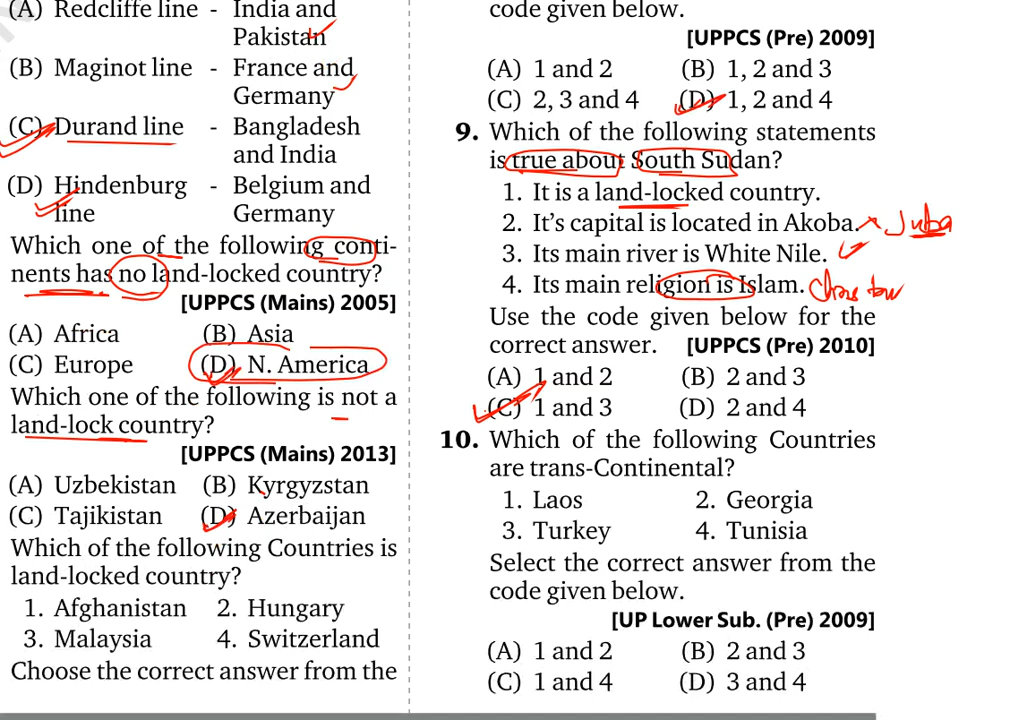 (A) Redcliffe line - India and
Pakistan
(B) Maginot line - France and
Germany
(C) Durand line - Bangladesh
and India
(D) Hindenburg - Belgium and
line Germany
Which one of the following conti-
nents has no land-locked country?
[UPPCS (Mains) 2005]
(A) Africa (B) Asia
(C) Europe (D) N. America
Which one of the following is not a
land-lock country?
[UPPCS (Mains) 2013]
(A) Uzbekistan (B) Kyrgyzstan
(C) Tajikistan (D) Azerbaijan
Which of the following Countries is
land-locked country?
1. Afghanistan 2. Hungary
3. Malaysia 4. Switzerland
Choose the correct answer from the
code given below.
[UPPCS (Pre) 2009]
(A) 1 and 2 (B) 1, 2 and 3
(C) 2, 3 and 4 (D) 1, 2 and 4
9. Which of the following statements
is true about South Sudan?
1. It is a land-locked country.
2. It's capital is located in Akoba. Juba
3. Its main river is White Nile.
4. Its main religion is Islam.
Use the code given below for the
correct answer. [UPPCS (Pre) 2010]
(A) 1 and 2 (B) 2 and 3
(C) 1 and 3 (D) 2 and 4
10. Which of the following Countries
are trans-Continental?
1. Laos 2. Georgia
3. Turkey 4. Tunisia
Select the correct answer from the
code given below.
[UP Lower Sub. (Pre) 2009]
(A) 1 and 2 (B) 2 and 3
(C) 1 and 4 (D) 3 and 4